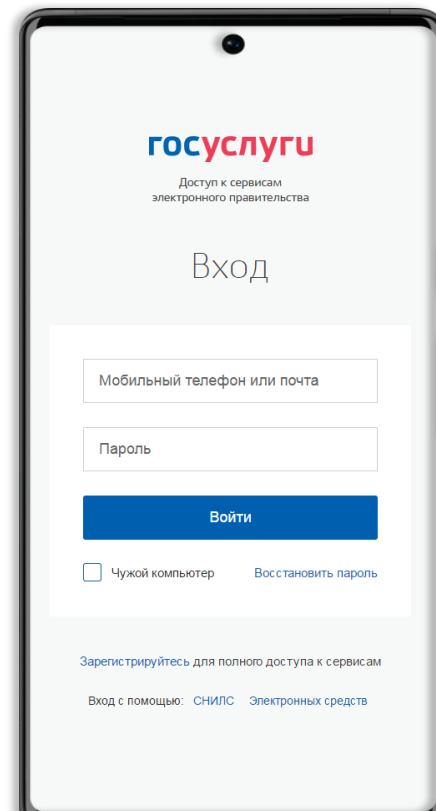 госуслуги
Доступ к сервисам
электронного правительства
Вход
Мобильный телефон или почта
Пароль
Войти
Чужой компьютер Восстановить пароль
Зарегистрируйтесь для полного доступа к сервисам
Вход с помощью: СНИЛС Электронных средств